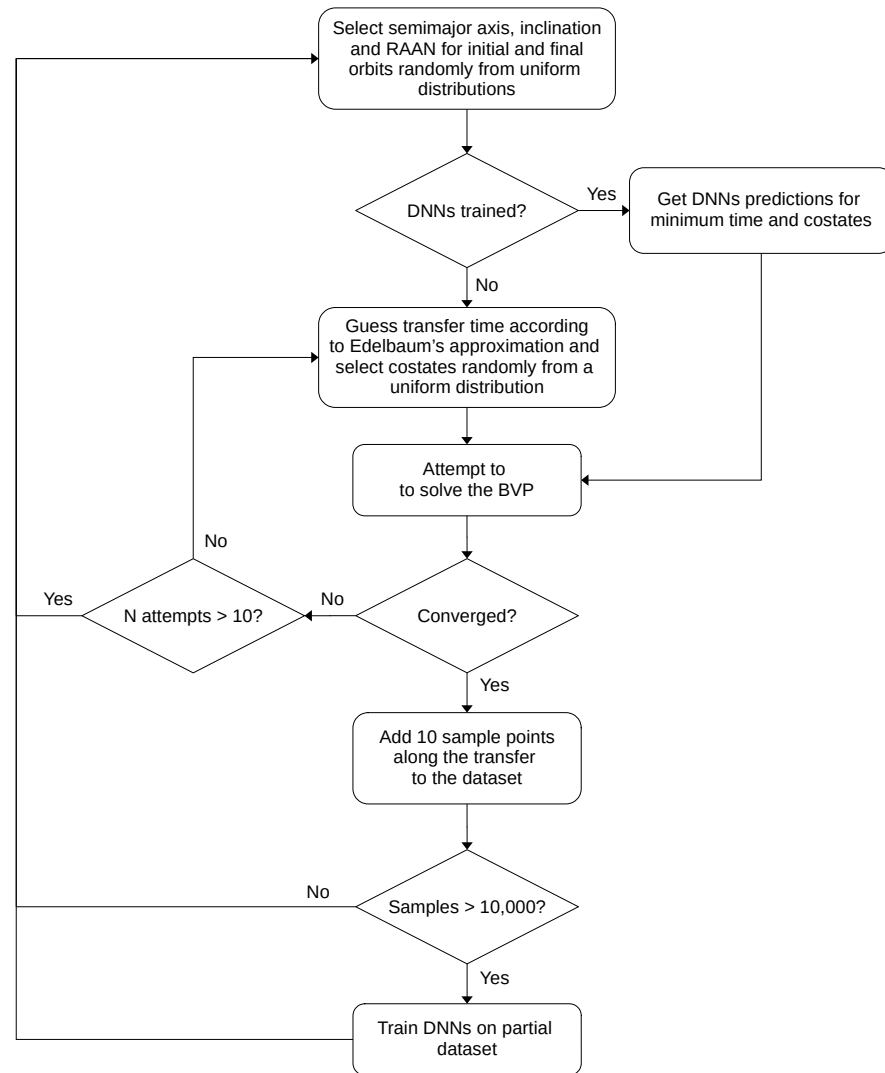 Select semimajor axis, inclination
and RAAN for initial and final
orbits randomly from uniform
distributions
DNNs trained?
Yes
Get DNNs predictions for
minimum time and costates
No
Guess transfer time according
to Edelbaum's approximation and
select costates randomly from a
uniform distribution
Attempt to
to solve the BVP
No
Yes
N attempts > 10?
No
Converged?
Yes
Add 10 sample points
along the transfer
to the dataset
No
Samples > 10,000?
Yes
Train DNNs on partial
dataset